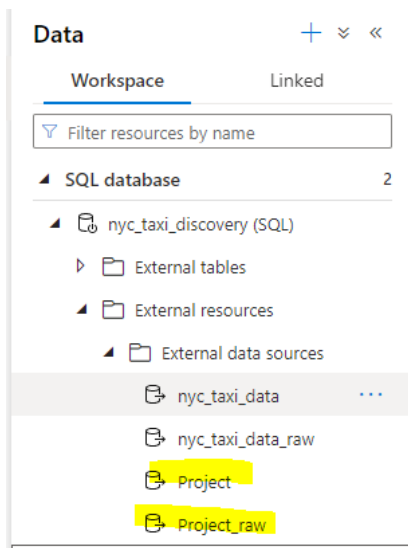 Data
Workspace Linked
Filter resources by name
SQL database 2
nyc_taxi_discovery (SQL)
External tables
External resources
External data sources
nyc_taxi_data ...
nyc_taxi_data_raw
Project
Project_raw